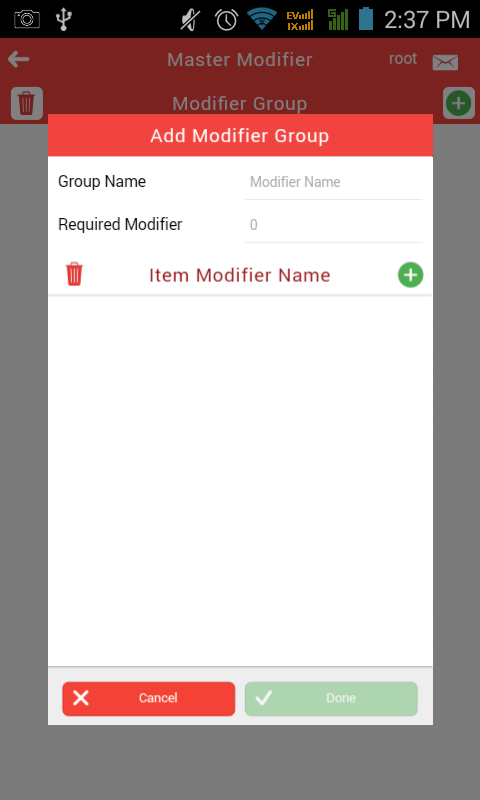 EV
1X
G
2:37 PM
Master Modifier
root
Modifier Group
Add Modifier Group
Group Name
Modifier Name
Required Modifier
0
Item Modifier Name
Cancel
Done